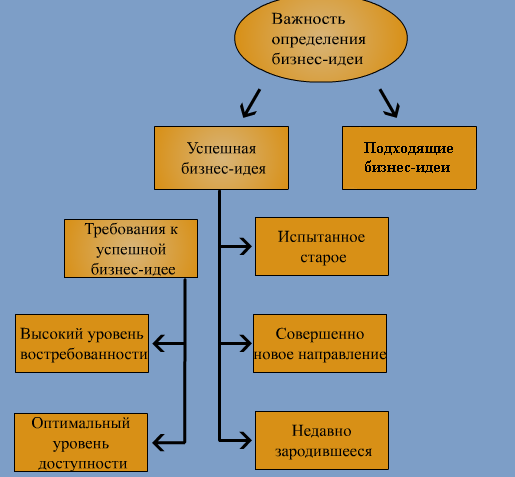 Важность
определения
бизнес-идеи
Успешная
бизнес-идея
Подходящие
бизнес-идеи
Требования к
успешной
бизнес-идее
Испытанное
старое
Высокий уровень
востребованности
Совершенно
новое направление
Оптимальный
уровень
доступности
Недавно
зародившееся